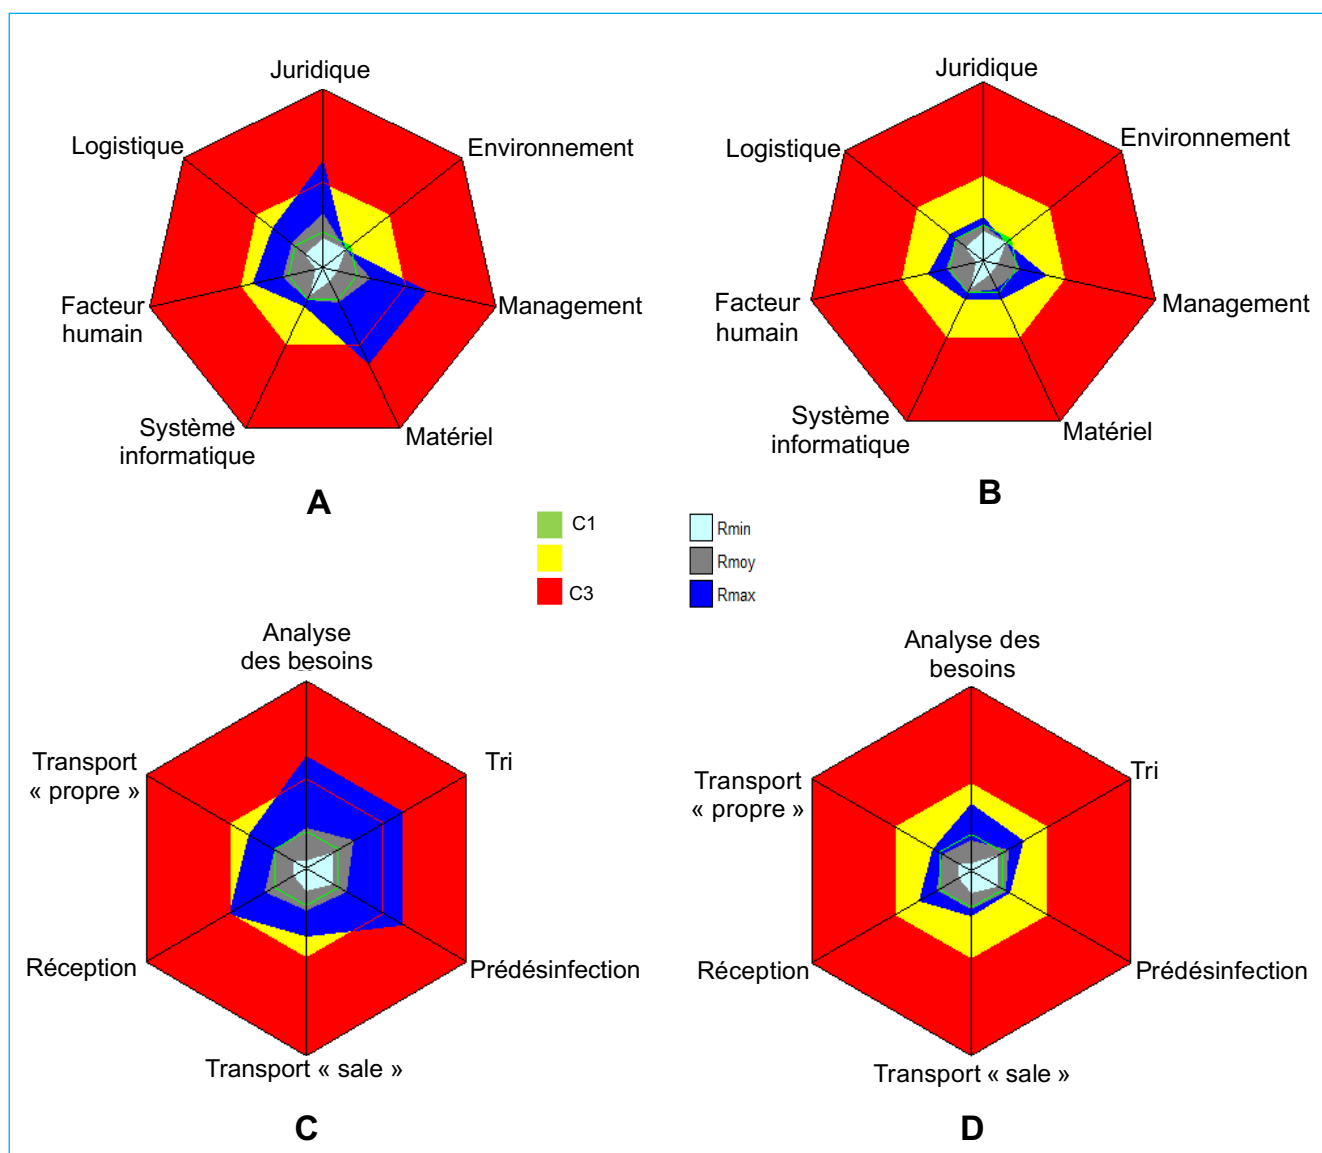 Juridique
Logistique
Environnement
Facteur
humain
Management
Système
informatique
Matériel
A
Juridique
Logistique
Environnement
Facteur
humain
Management
Système
informatique
Matériel
B
C1
C3
Rmin
Rmoy
Rmax
Analyse
des besoins
Transport
« propre »
Tri
Réception
Prédésinfection
Transport « sale »
C
Analyse des
besoins
Transport
« propre »
Tri
Réception
Prédésinfection
Transport « sale »
D